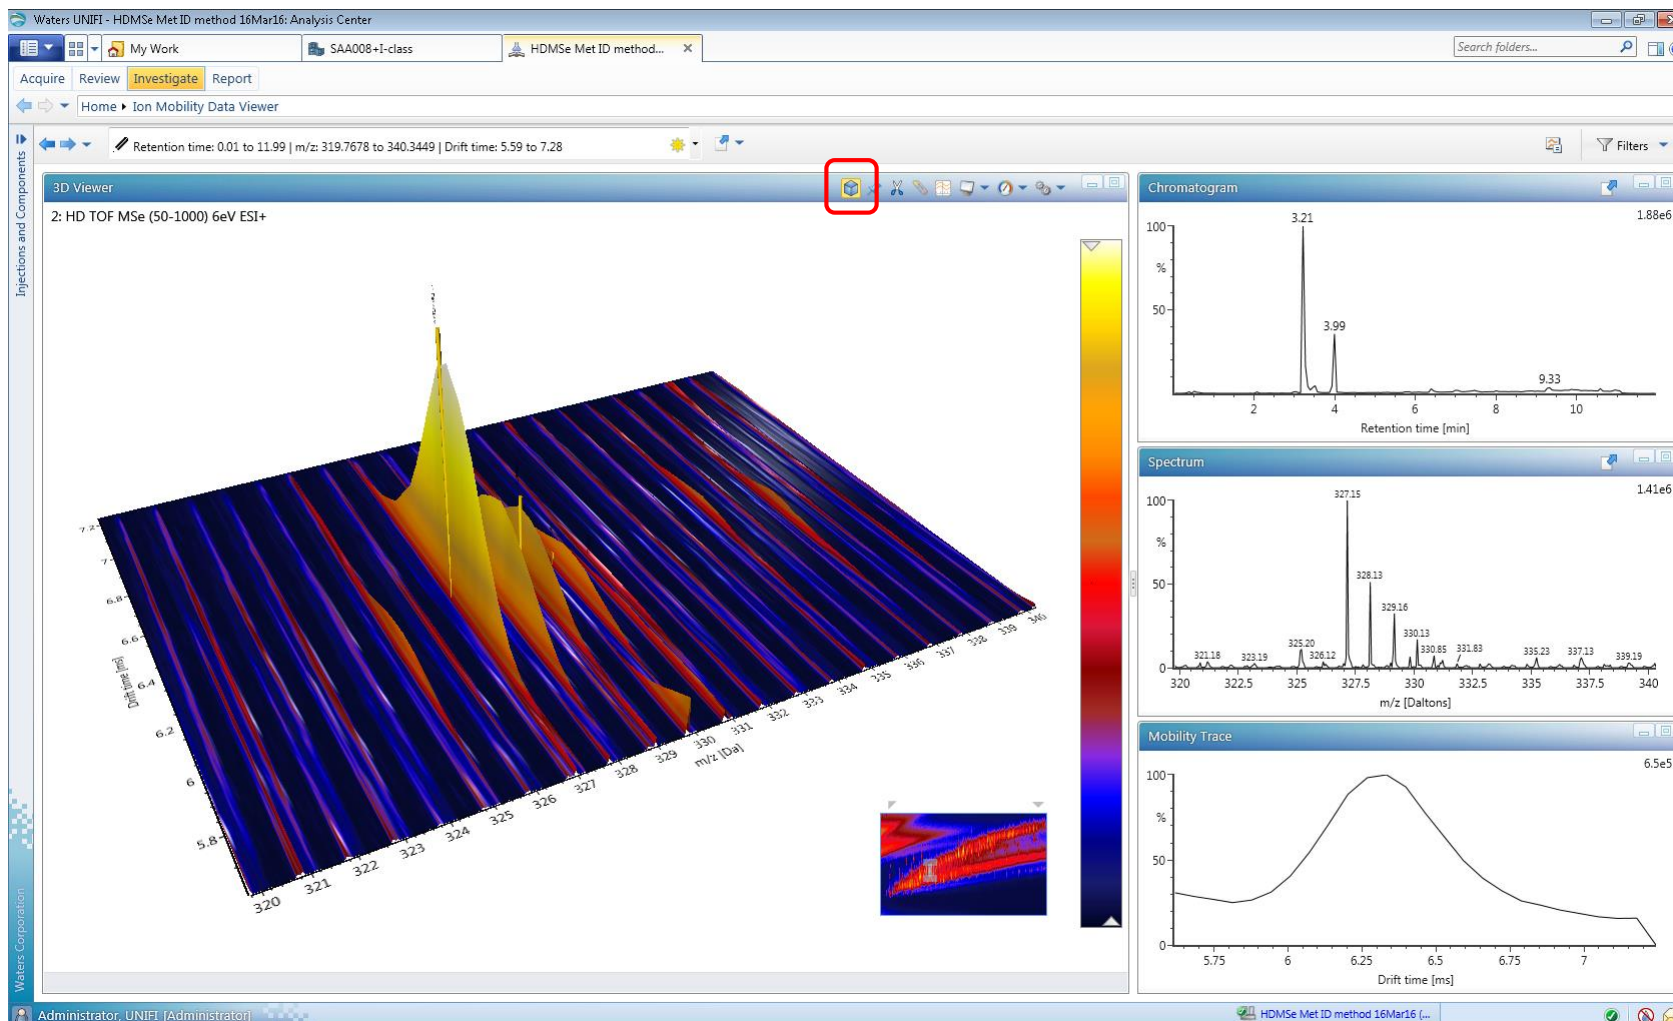 Waters UNIFI - HDMSe Met ID method 16Mar16: Analysis Center
My Work
SAA008+I-class
HDMSe Met ID method...
Search folders...
Acquire Review Investigate Report
Home Ion Mobility Data Viewer
Injections and Components
Retention time: 0.01 to 11.99 | m/z: 319.7678 to 340.3449 | Drift time: 5.59 to 7.28
Filters
3D Viewer
2: HD TOF MSe (50-1000) 6eV ESI+
7.2
7
6.8
6.6
6.4
6.2
6
5.8
Drift time [ms]
320 321 322 323 324 325 326 327 328 329 330 331 332 333 334 335 336 337 338 339 340
m/z [Da]
Chromatogram
1.88e6
100
%
50
3.21
3.99
9.33
2 4 6 8 10
Retention time [min]
Spectrum
1.41e6
100
%
50
0
327.15
328.13
329.16
330.13
321.18 323.19 325.20 326.12 330.85 331.83 335.23 337.13 339.19
320 322.5 325 327.5 330 332.5 335 337.5 340
m/z [Daltons]
Mobility Trace
6.5e5
100
%
50
0
5.75 6 6.25 6.5 6.75 7
Drift time [ms]
Waters Corporation
Administrator, UNIFI [Administrator]
HDMSe Met ID method 16Mar16 (...